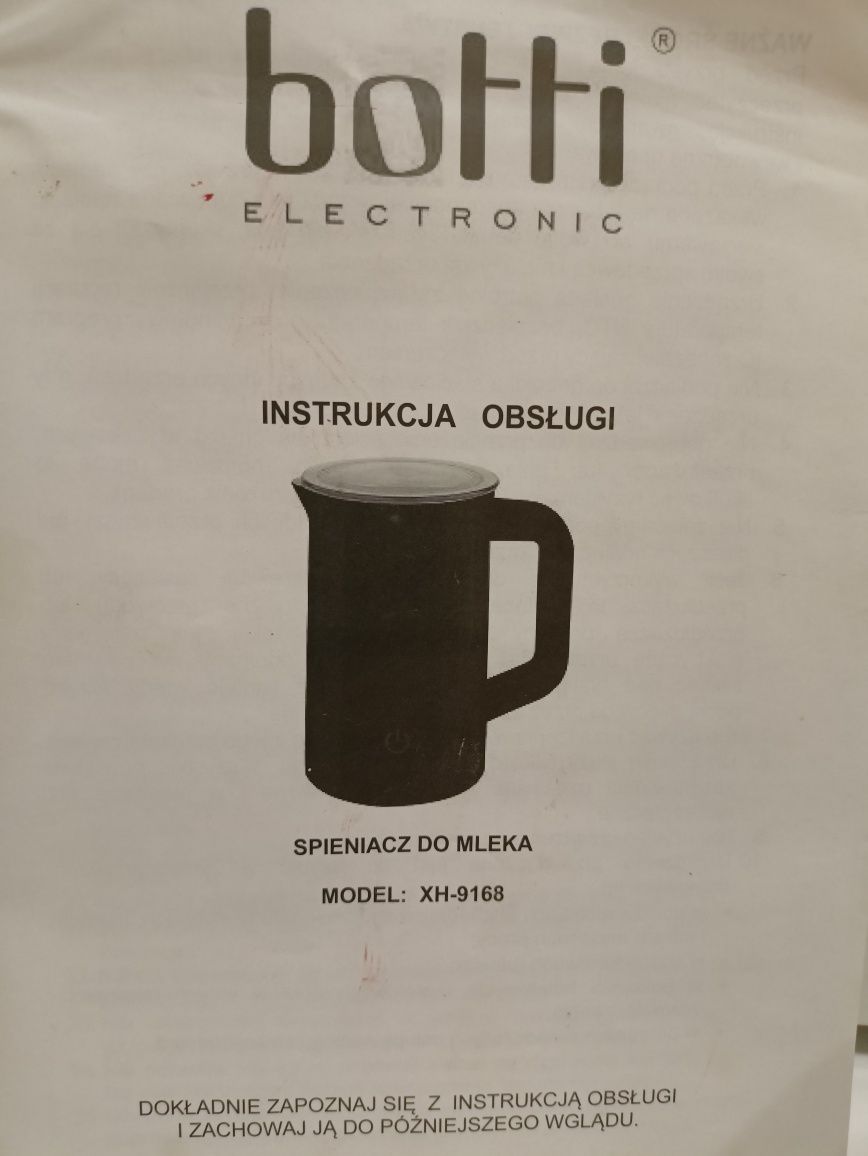 botti ®
ELECTRONIC
INSTRUKCJA OBSŁUGI
SPIENIACZ DO MLEKA
MODEL: XH-9168
DOKŁADNIE ZAPOZNAJ SIĘ Z INSTRUKCJĄ OBSŁUGI
I ZACHOWAJ JĄ DO PÓŹNIEJSZEGO WGLĄDU.